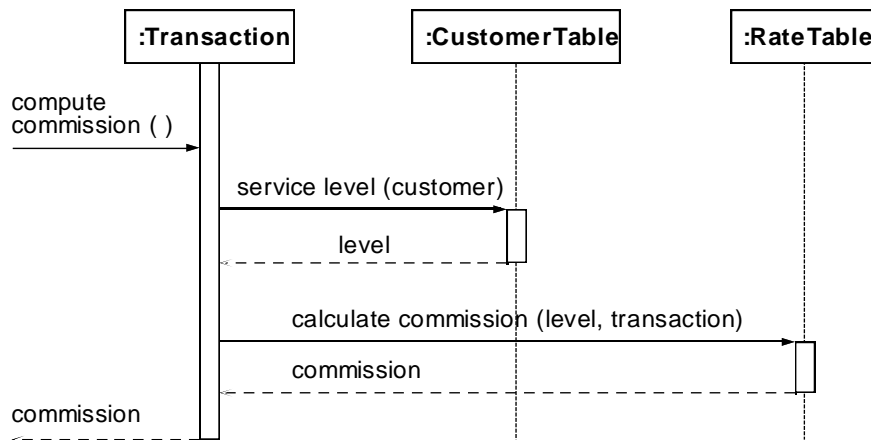 :Transaction
:CustomerTable
:RateTable
compute
commission ( )
service level (customer)
level
calculate commission (level, transaction)
commission
commission